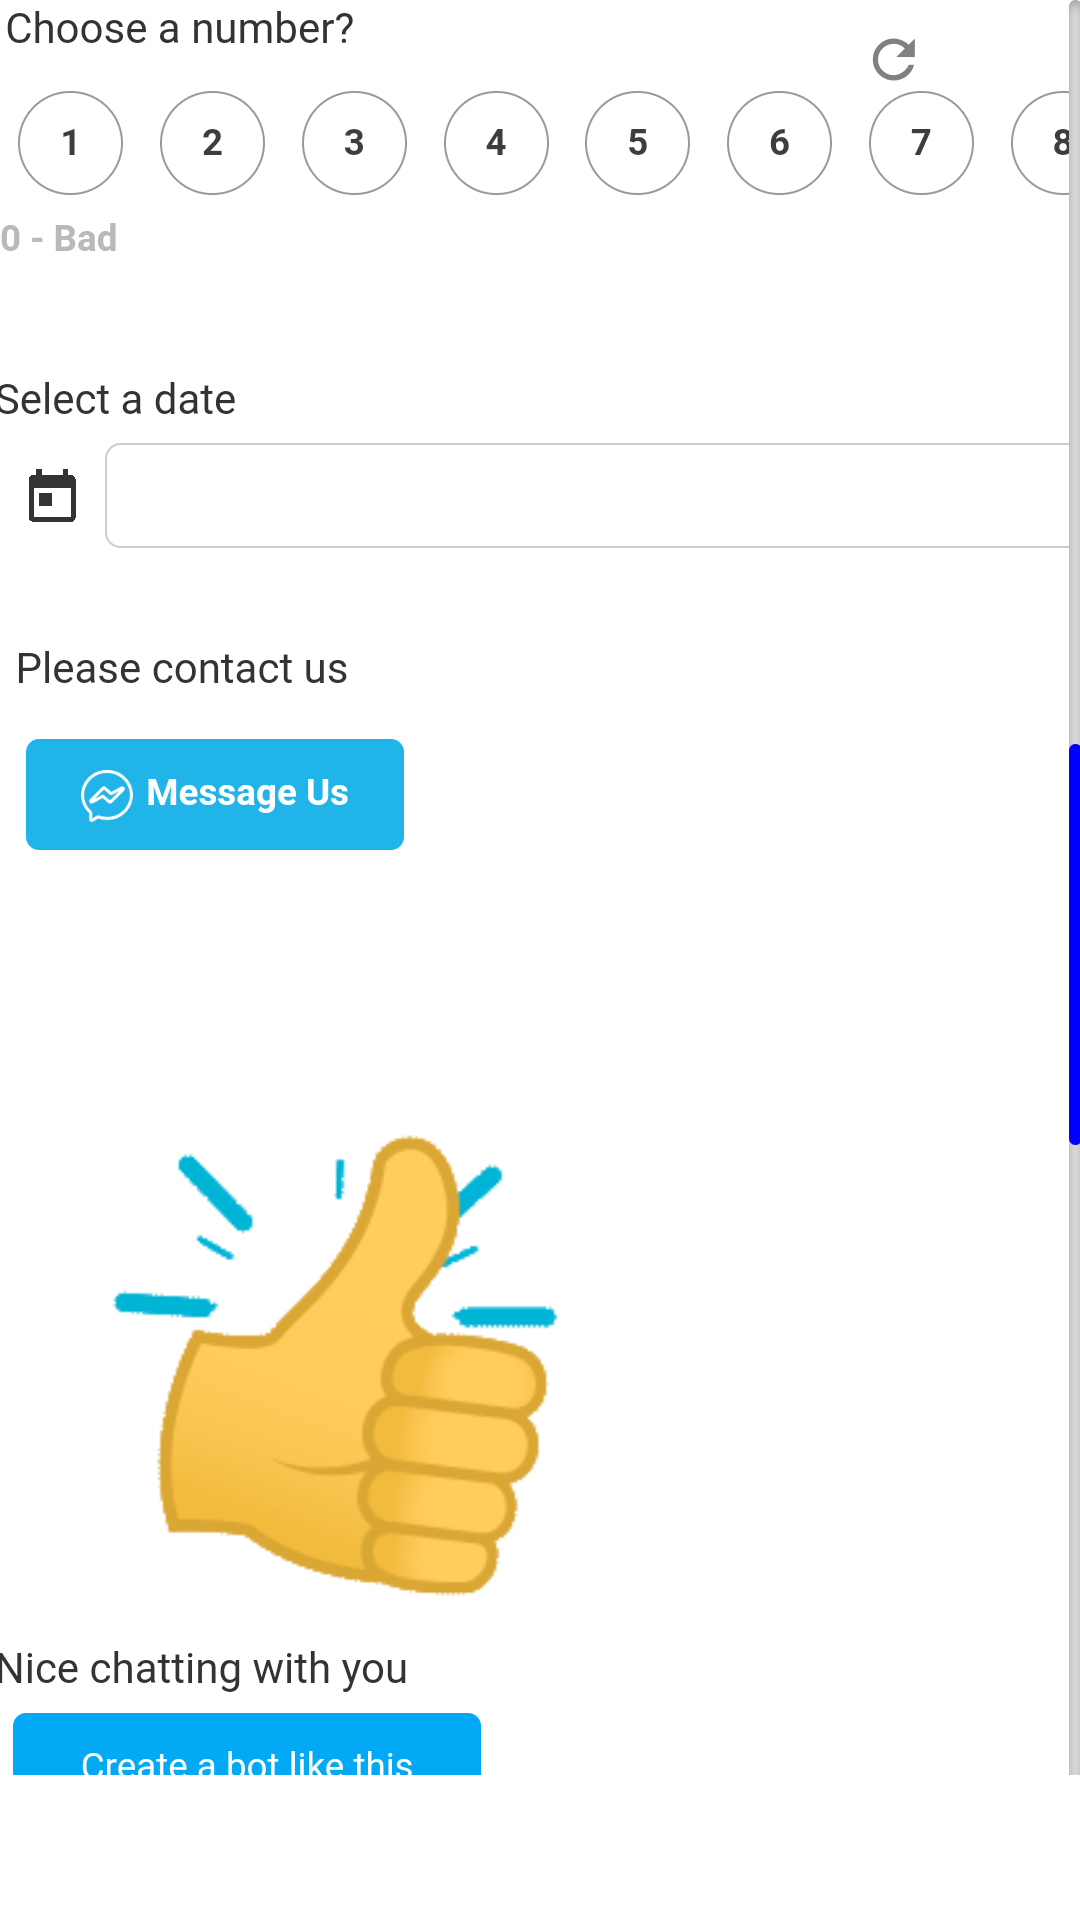 Choose a number?
1 2 3 4 5 6 7 8
0 - Bad
Select a date
Please contact us
Message Us
Nice chatting with you
Create a bot like this